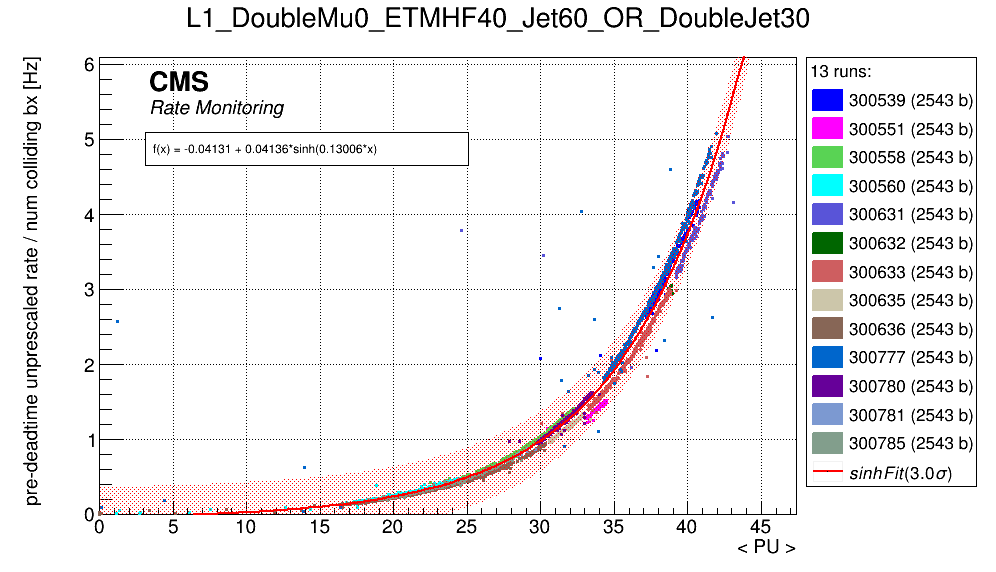 L1_DoubleMu0_ETMHF40_Jet60_OR_DoubleJet30
pre-deadtime unprescaled rate / num colliding bx [Hz]
6
5
4
3
2
1
0
CMS
Rate Monitoring
f(x) = -0.04131 + 0.04136*sinh(0.13006*x)
0 5 10 15 20 25 30 35 40 45
< PU >
13 runs:
300539 (2543 b)
300551 (2543 b)
300558 (2543 b)
300560 (2543 b)
300631 (2543 b)
300632 (2543 b)
300633 (2543 b)
300635 (2543 b)
300636 (2543 b)
300777 (2543 b)
300780 (2543 b)
300781 (2543 b)
300785 (2543 b)
sinhFit(3.0σ)